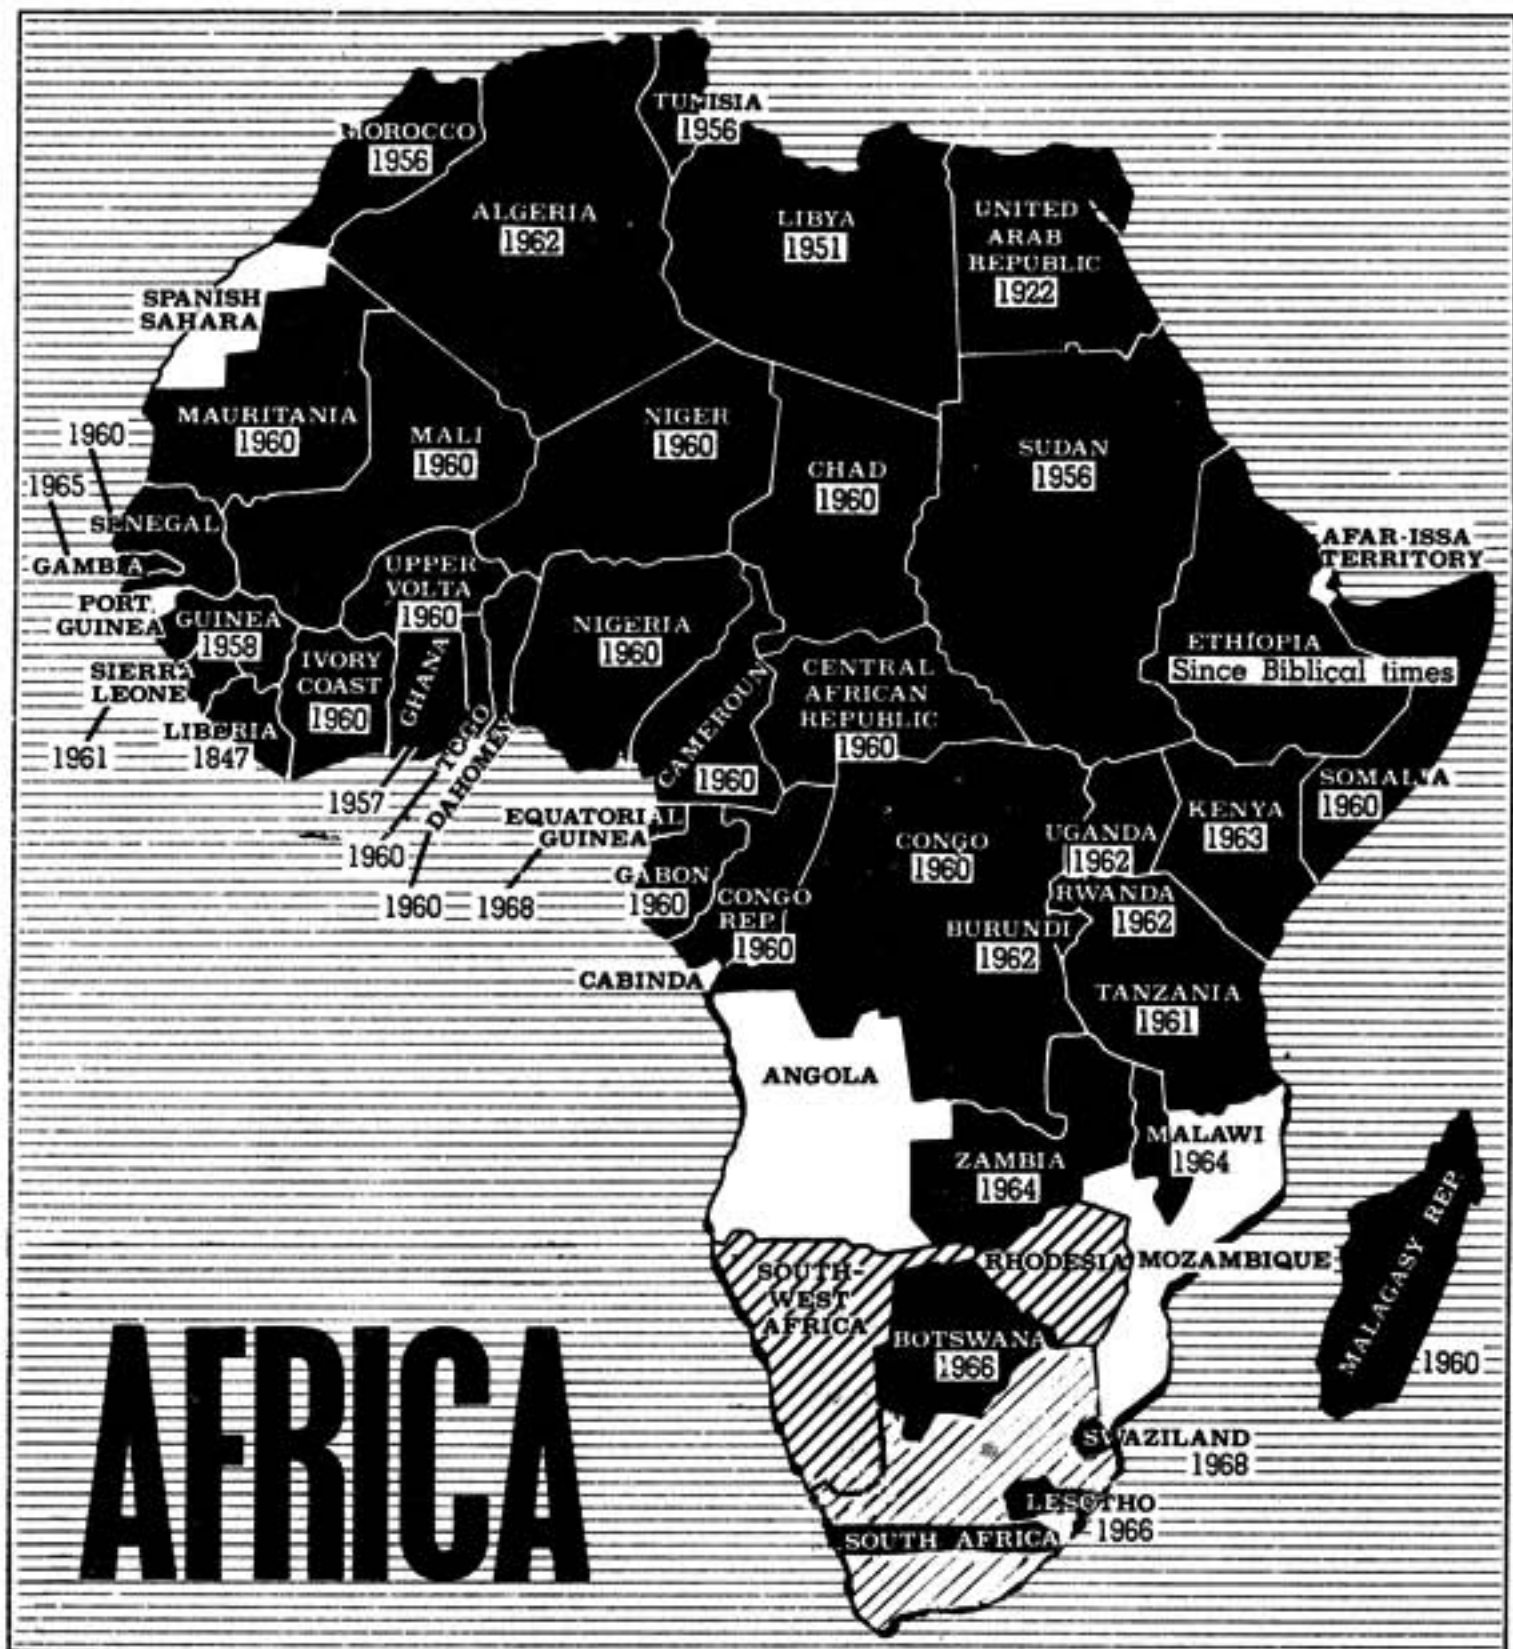 TUNISIA
1956
MOROCCO
1956
ALGERIA
1962
LIBYA
1951
UNITED
ARAB
REPUBLIC
1922
SPANISH
SAHARA
MAURITANIA
1960
MALI
1960
NIGER
1960
CHAD
1960
SUDAN
1956
1960
SENEGAL
1965
GAMBIA
PORT.
GUINEA
GUINEA
1958
SIERRA
LEONE
1961
LIBERIA
1847
IVORY
COAST
1960
UPPER
VOLTA
1960
GHANA
1957
TOGO
1960
DAHOMEY
1960
NIGERIA
1960
CAMEROUN
1960
CENTRAL
AFRICAN
REPUBLIC
1960
AFAR-ISSA
TERRITORY
ETHIOPIA
Since Biblical times
SOMALIA
1960
KENYA
1963
UGANDA
1962
RWANDA
1962
BURUNDI
1962
CONGO
1960
EQUATORIAL
GUINEA
1968
GABON
1960
CONGO
REP.
1960
CABINDA
TANZANIA
1961
ANGOLA
ZAMBIA
1964
MALAWI
1964
MOZAMBIQUE
RHODESIA
SOUTH-
WEST
AFRICA
BOTSWANA
1966
MALAGASY REP.
1960
SWAZILAND
1968
LESOTHO
1966
SOUTH AFRICA
AFRICA